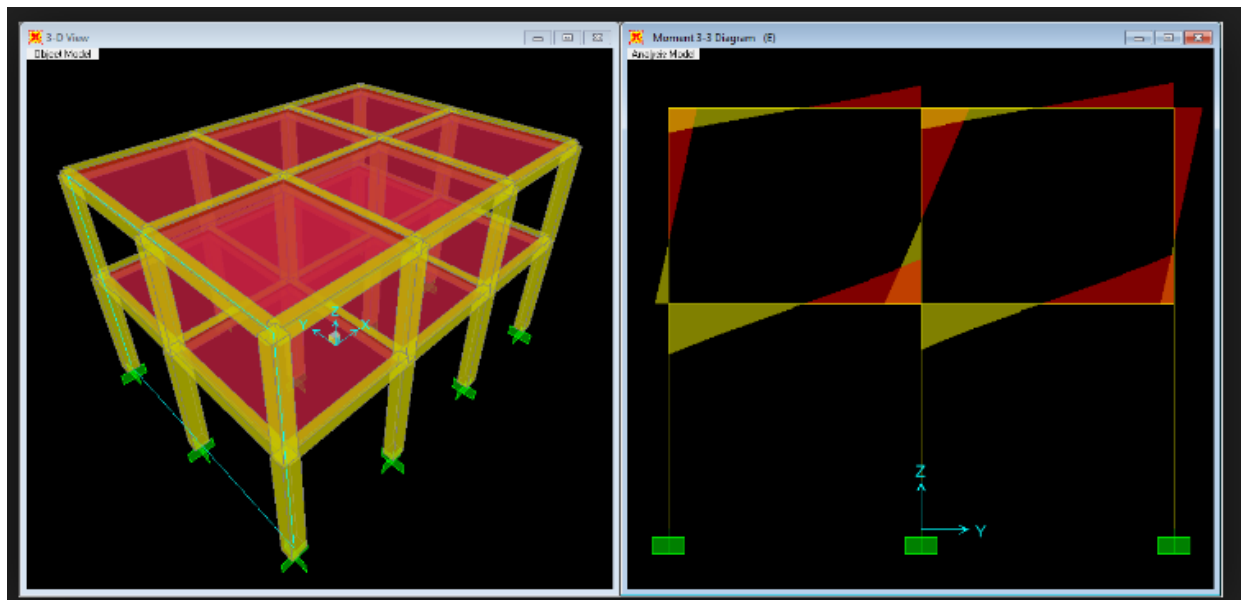 3-D View
Object Model
Z
Y
X
Moment 3-3 Diagram (E)
Analysis Model
Z
Y